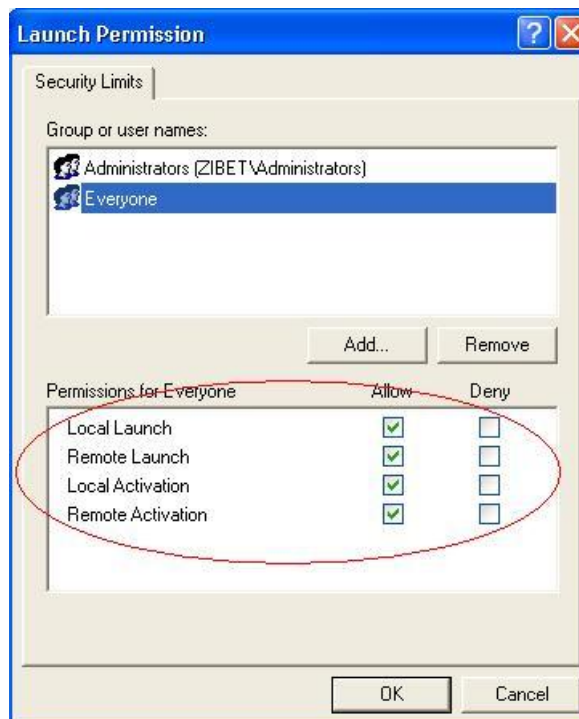 Launch Permission
Security Limits
Group or user names:
Administrators (ZIBET\Administrators)
Everyone
Add... Remove
Permissions for Everyone Allow Deny
Local Launch
Remote Launch
Local Activation
Remote Activation
OK Cancel